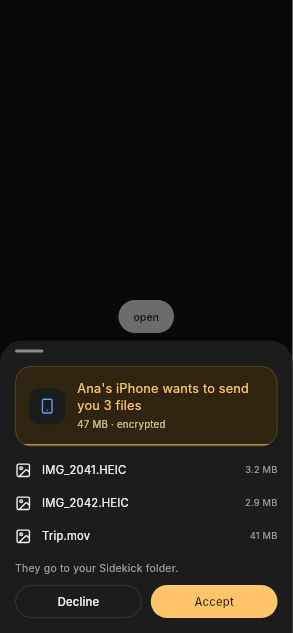 open
Ana's iPhone wants to send
you 3 files
47 MB · encrypted
IMG_2041.HEIC 3.2 MB
IMG_2042.HEIC 2.9 MB
Trip.mov 41 MB
They go to your Sidekick folder.
Decline Accept